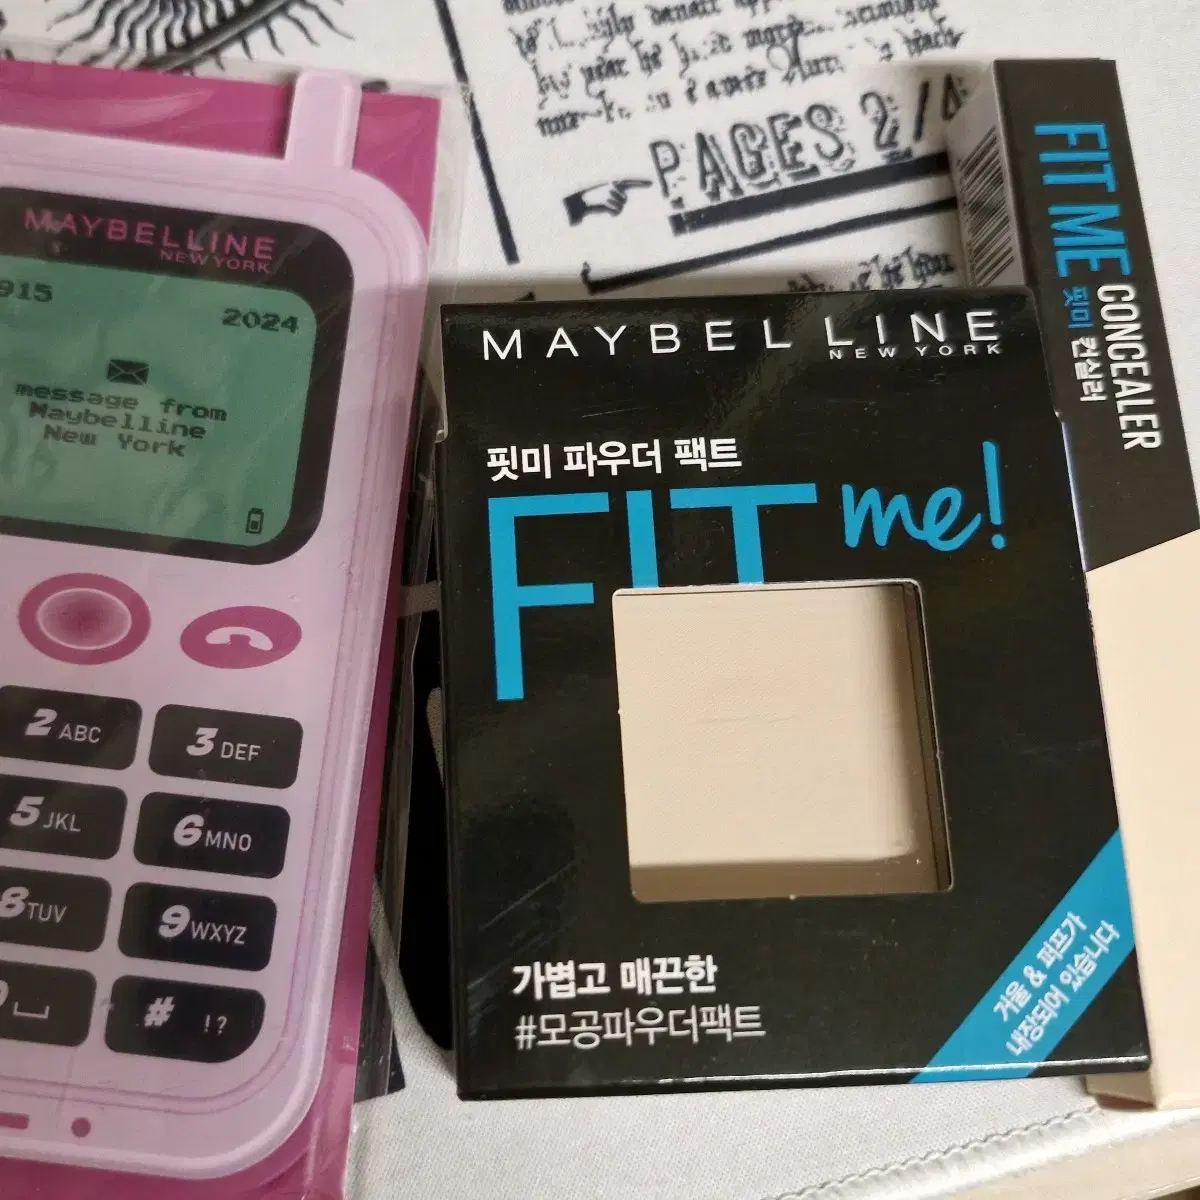 PAGES 2/4
MAYBELLINE
NEW YORK
915
2024
message from
Maybelline
New York
2 ABC
3 DEF
5 JKL
6 MNO
8 TUV
9 WXYZ
# !?
MAYBELLINE
NEW YORK
핏미 파우더 팩트
FIT me!
가볍고 매끈한
#모공파우더팩트
거울 & 퍼프가
내장되어 있습니다
FIT ME CONCEALER
핏미 컨실러